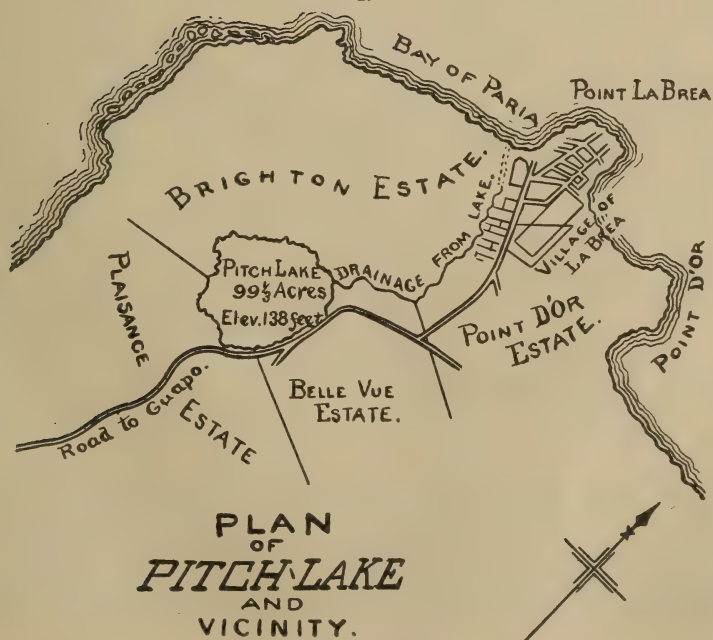 BAY OF PARIA
POINT LA BREA
BRIGHTON ESTATE.
DRAINAGE FROM LAKE.
VILLAGE OF
LA BREA
PITCH LAKE
99⅓ Acres
Elev. 138 feet
PLAISANCE
ESTATE
POINT D'OR
ESTATE.
POINT D'OR
BELLE VUE
ESTATE.
Road to Guapo.
PLAN
OF
PITCH LAKE
AND
VICINITY.